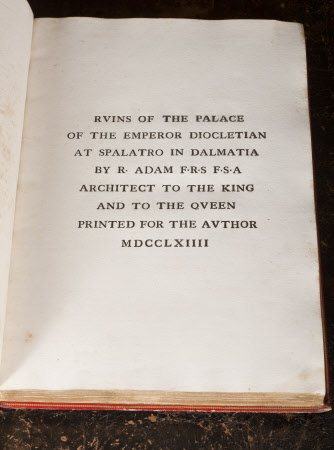 RVINS OF THE PALACE
OF THE EMPEROR DIOCLETIAN
AT SPALATRO IN DALMATIA
BY R· ADAM F·R·S F·S·A
ARCHITECT TO THE KING
AND TO THE QVEEN
PRINTED FOR THE AVTHOR
MDCCLXIIII